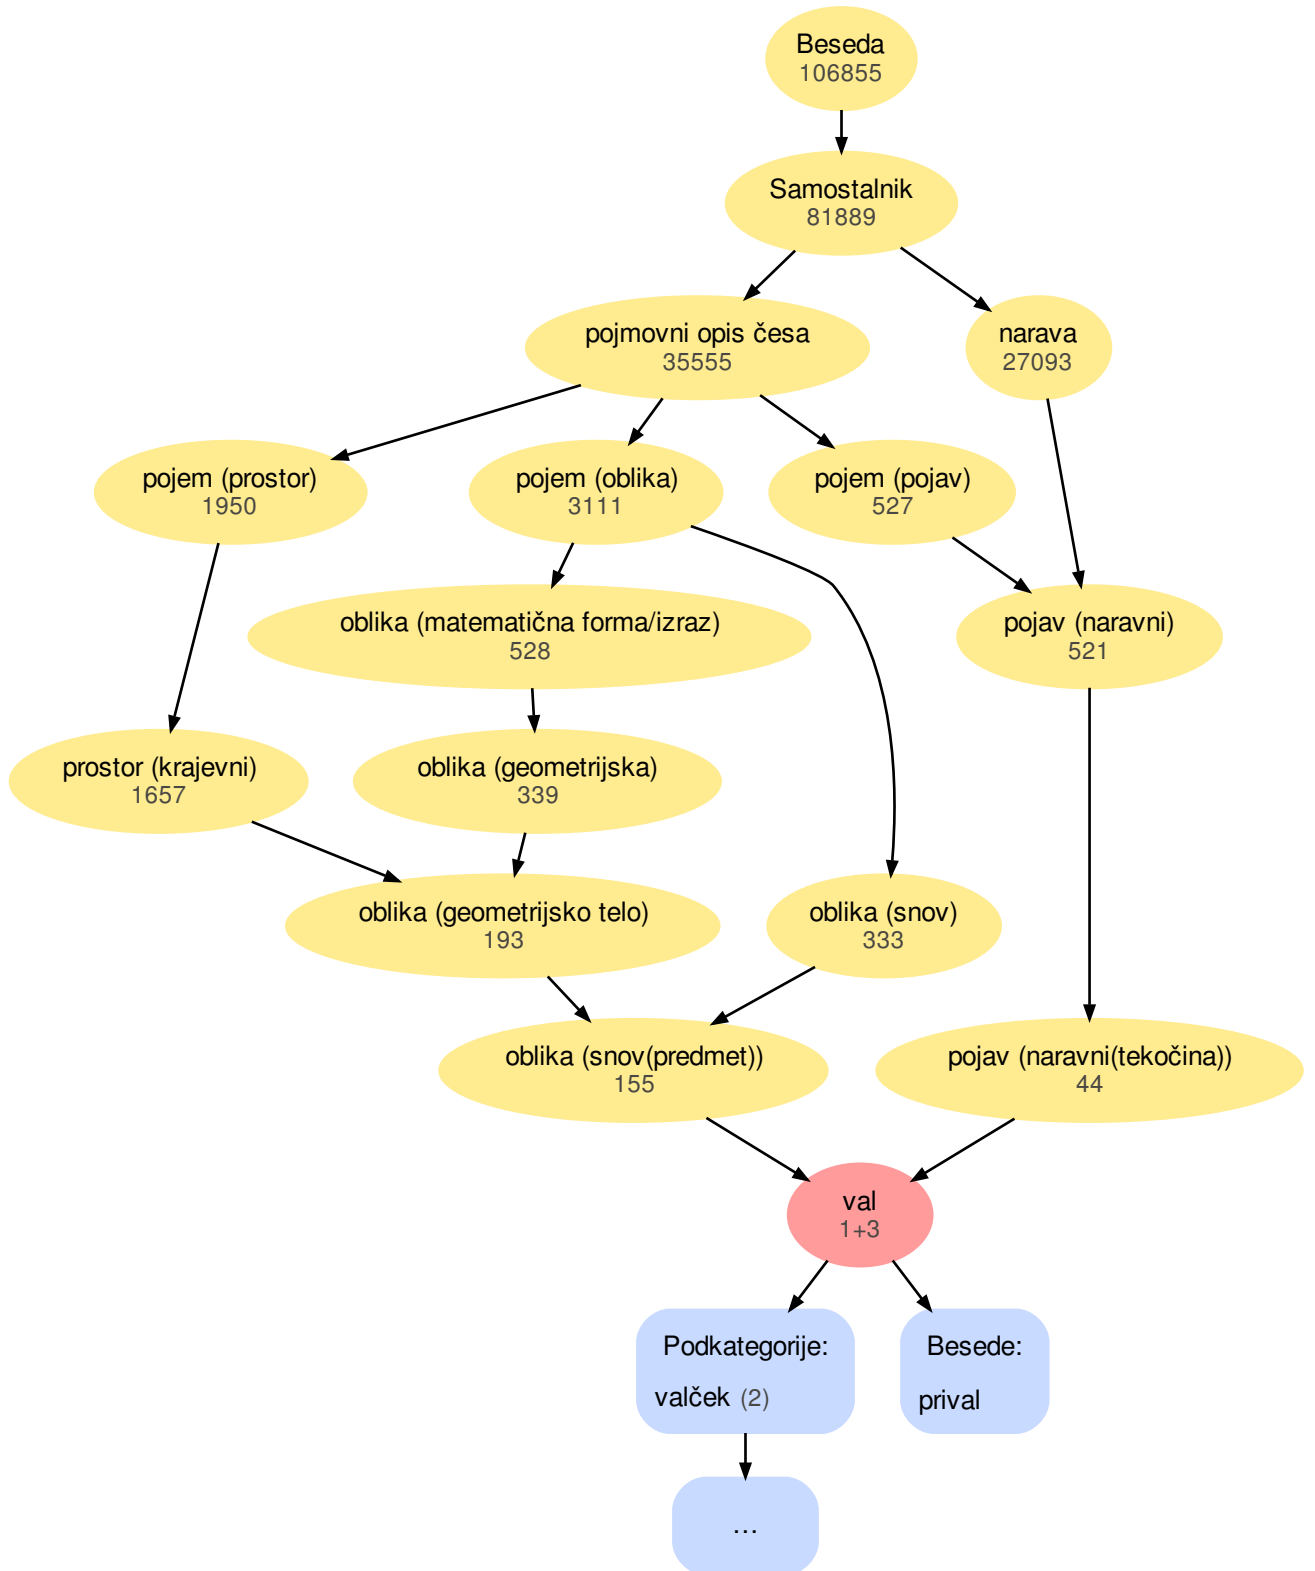 Beseda
106855
Samostalnik
81889
pojmovni opis česa
35555
narava
27093
pojem (prostor)
1950
pojem (oblika)
3111
pojem (pojav)
527
oblika (matematična forma/izraz)
528
pojav (naravni)
521
prostor (krajevni)
1657
oblika (geometrijska)
339
oblika (geometrijsko telo)
193
oblika (snov)
333
oblika (snov(predmet))
155
pojav (naravni(tekočina))
44
val
1+3
Podkategorije:
valček (2)
Besede:
prival
...